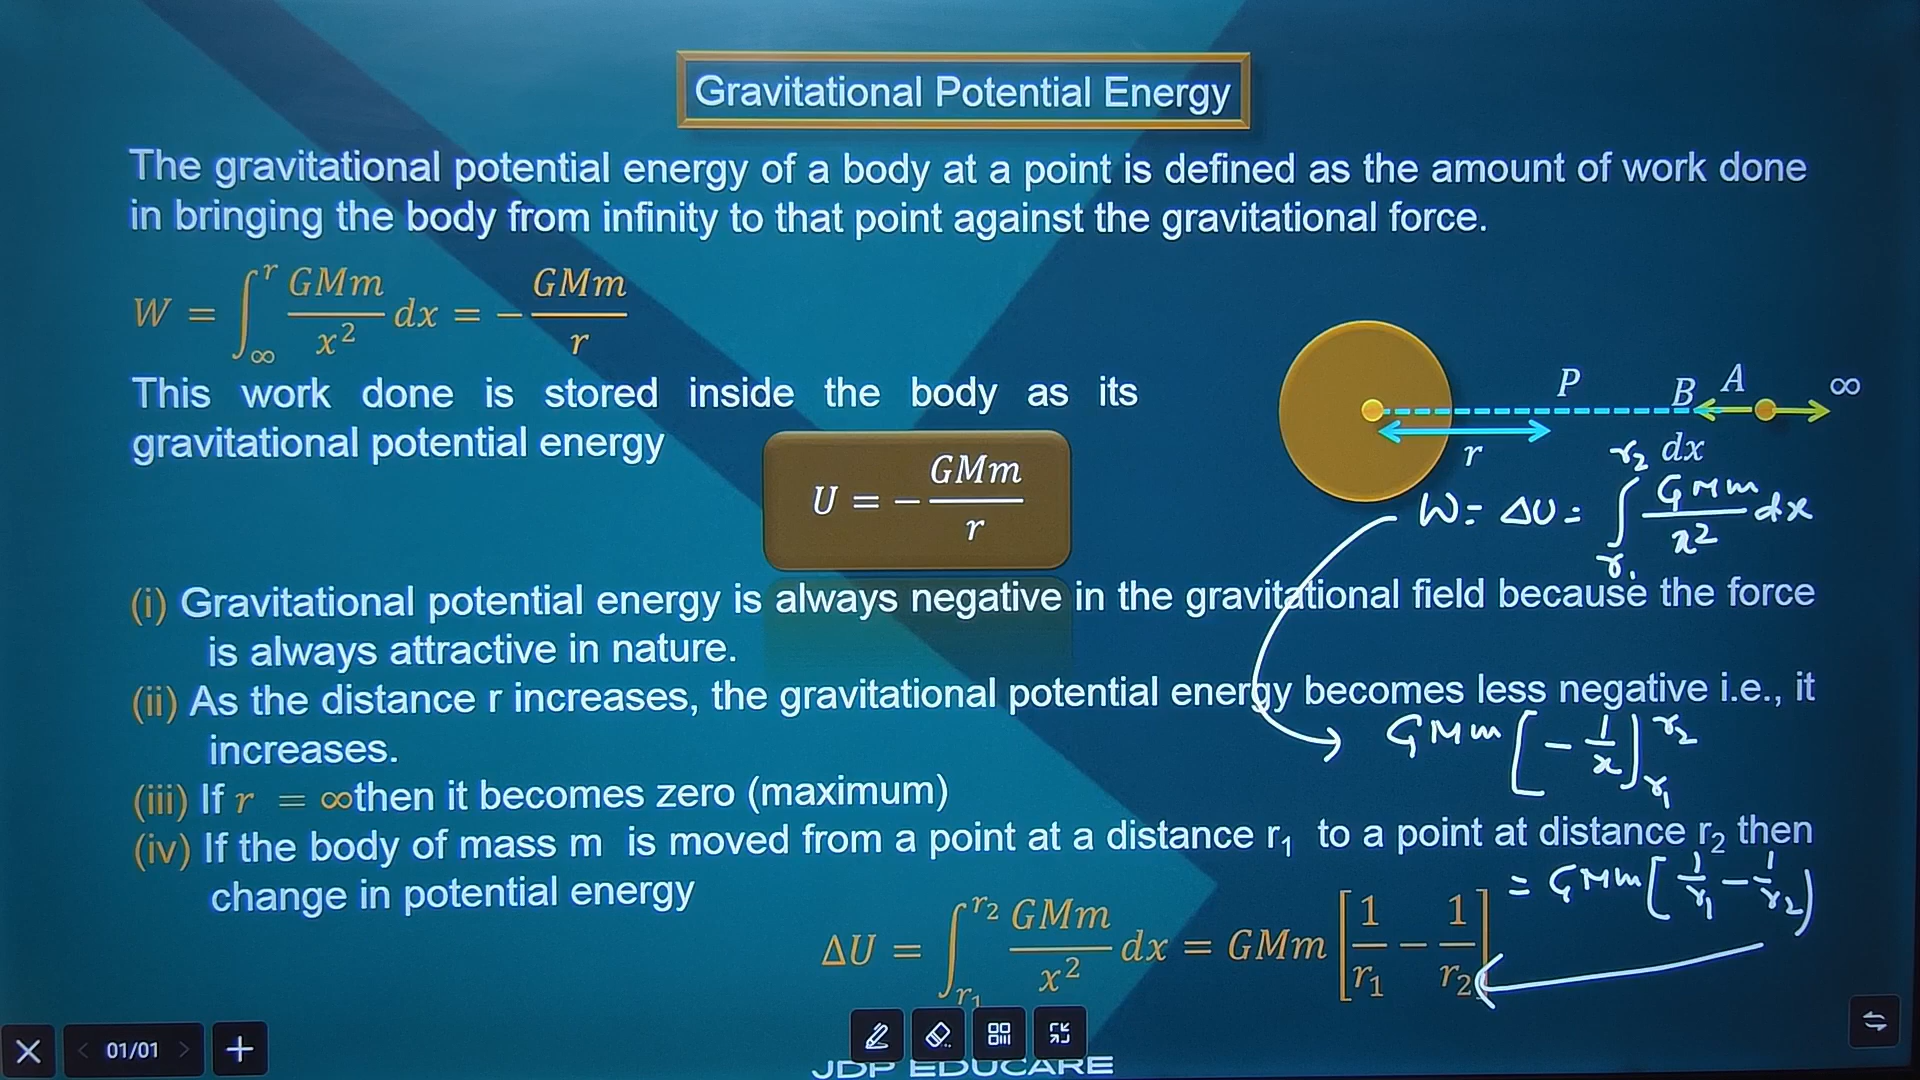 Gravitational Potential Energy
The gravitational potential energy of a body at a point is defined as the amount of work done
in bringing the body from infinity to that point against the gravitational force.
W = ∫_∞^r GMm/x² dx = − GMm/r
This work done is stored inside the body as its
gravitational potential energy
U = − GMm/r
P B A ∞
r dx
W = ΔU = ∫_r₁^r₂ GMm/x² dx
(i) Gravitational potential energy is always negative in the gravitational field because the force
is always attractive in nature.
(ii) As the distance r increases, the gravitational potential energy becomes less negative i.e., it
increases.
GMm [− 1/x]_r₁^r₂
(iii) If r = ∞then it becomes zero (maximum)
(iv) If the body of mass m is moved from a point at a distance r₁ to a point at distance r₂ then
change in potential energy
= GMm [1/r₁ − 1/r₂)
ΔU = ∫_r₁^r₂ GMm/x² dx = GMm [1/r₁ − 1/r₂]
01/01
JDP EDUCARE